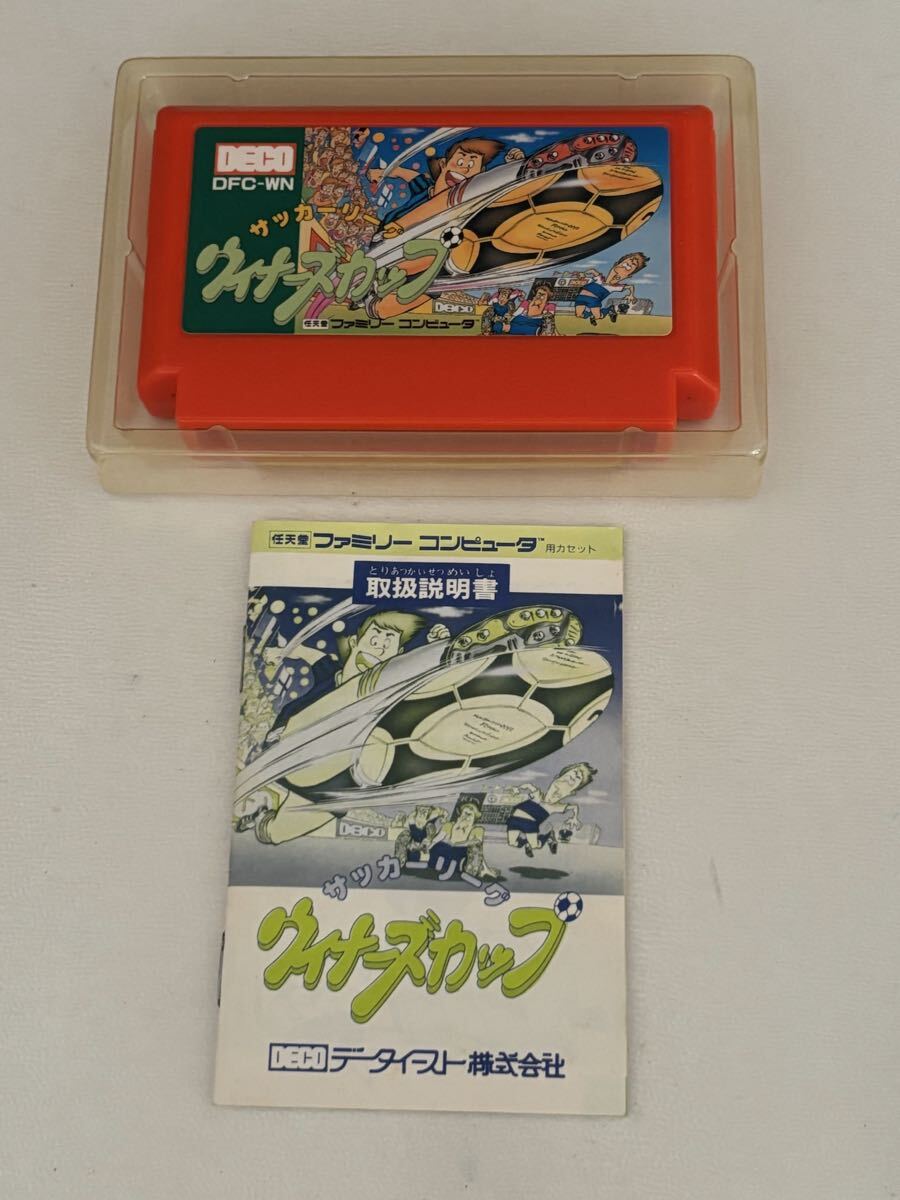 DECO
DFC-WN
サッカーリーグ
ウイナーズカップ
DECO
任天堂 ファミリー コンピュータ
任天堂 ファミリー コンピュータ™ 用カセット
とりあつかいせつめいしょ
取扱説明書
DECO
サッカーリーグ
ウイナーズカップ
DECO データイースト株式会社